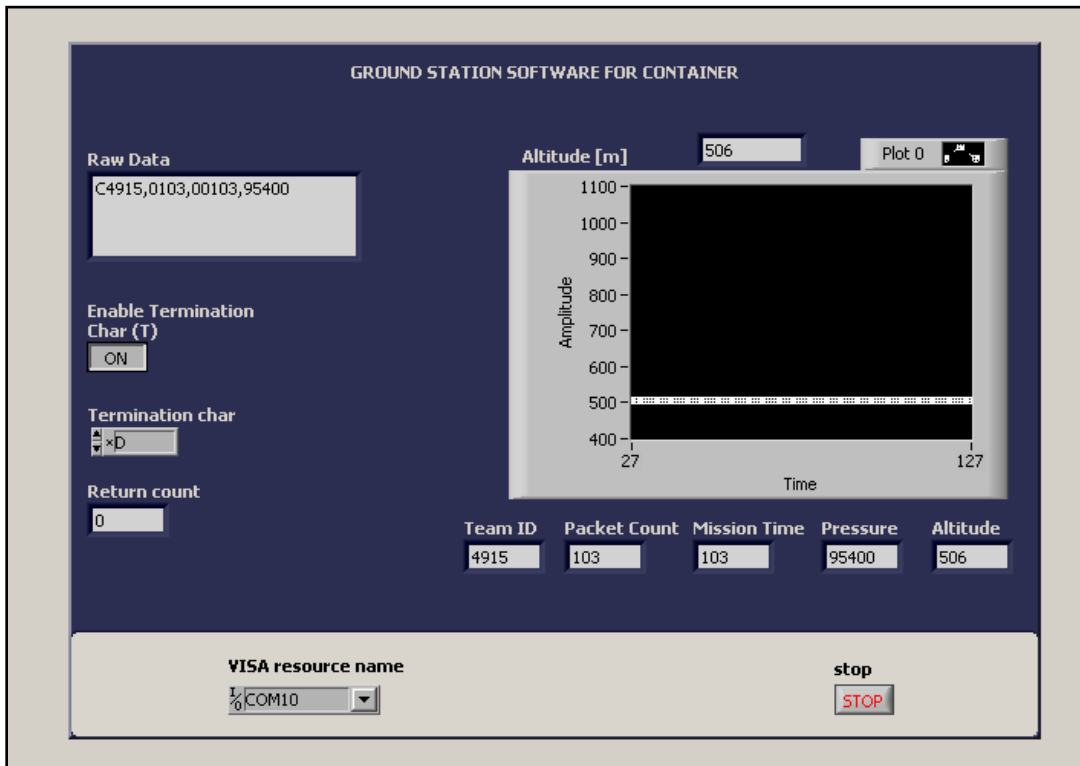 GROUND STATION SOFTWARE FOR CONTAINER
Raw Data
C4915,0103,00103,95400
Enable Termination
Char (T)
ON
Termination char
×D
Return count
0
Altitude [m]
506
Plot 0
1100
1000
900
800
700
600
500
400
Amplitude
27
127
Time
Team ID
Packet Count
Mission Time
Pressure
Altitude
4915
103
103
95400
506
VISA resource name
I/O COM10
stop
STOP